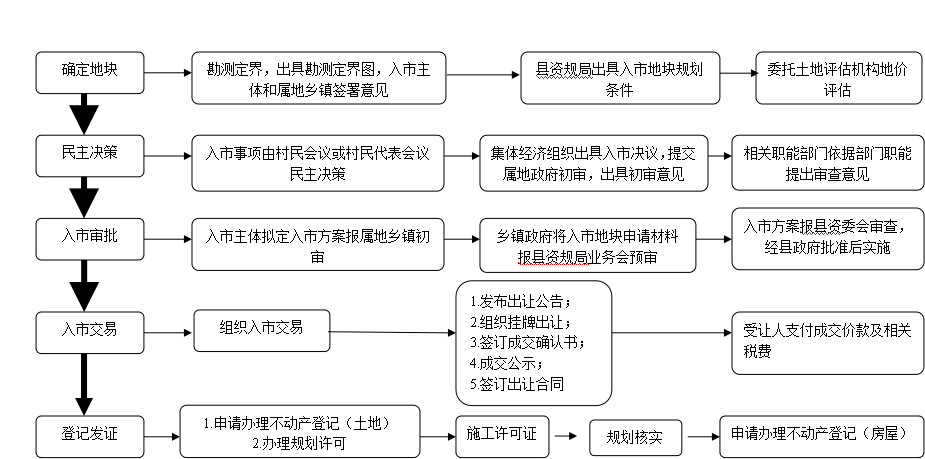 确定地块
勘测定界，出具勘测定界图，入市主
体和属地乡镇签署意见
县资规局出具入市地块规划
条件
委托土地评估机构地价
评估
民主决策
入市事项由村民会议或村民代表会议
民主决策
集体经济组织出具入市决议，提交
属地政府初审，出具初审意见
相关职能部门依据部门职能
提出审查意见
入市审批
入市主体拟定入市方案报属地乡镇初
审
乡镇政府将入市地块申请材料
报县资规局业务会预审
入市方案报县资委会审查，
经县政府批准后实施
入市交易
组织入市交易
1.发布出让公告；
2.组织挂牌出让；
3.签订成交确认书；
4.成交公示；
5.签订出让合同
受让人支付成交价款及相关
税费
登记发证
1.申请办理不动产登记（土地）
2.办理规划许可
施工许可证
规划核实
申请办理不动产登记（房屋）